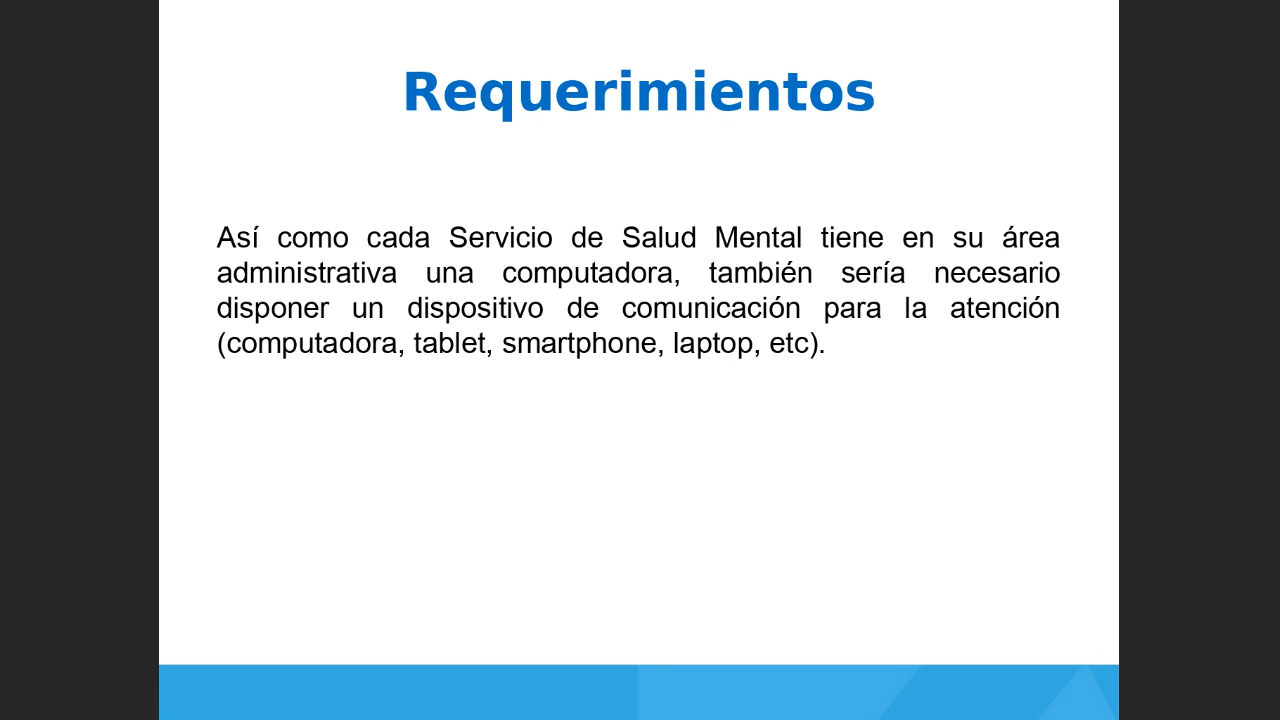 Requerimientos
Así como cada Servicio de Salud Mental tiene en su área
administrativa una computadora, también sería necesario
disponer un dispositivo de comunicación para la atención
(computadora, tablet, smartphone, laptop, etc).